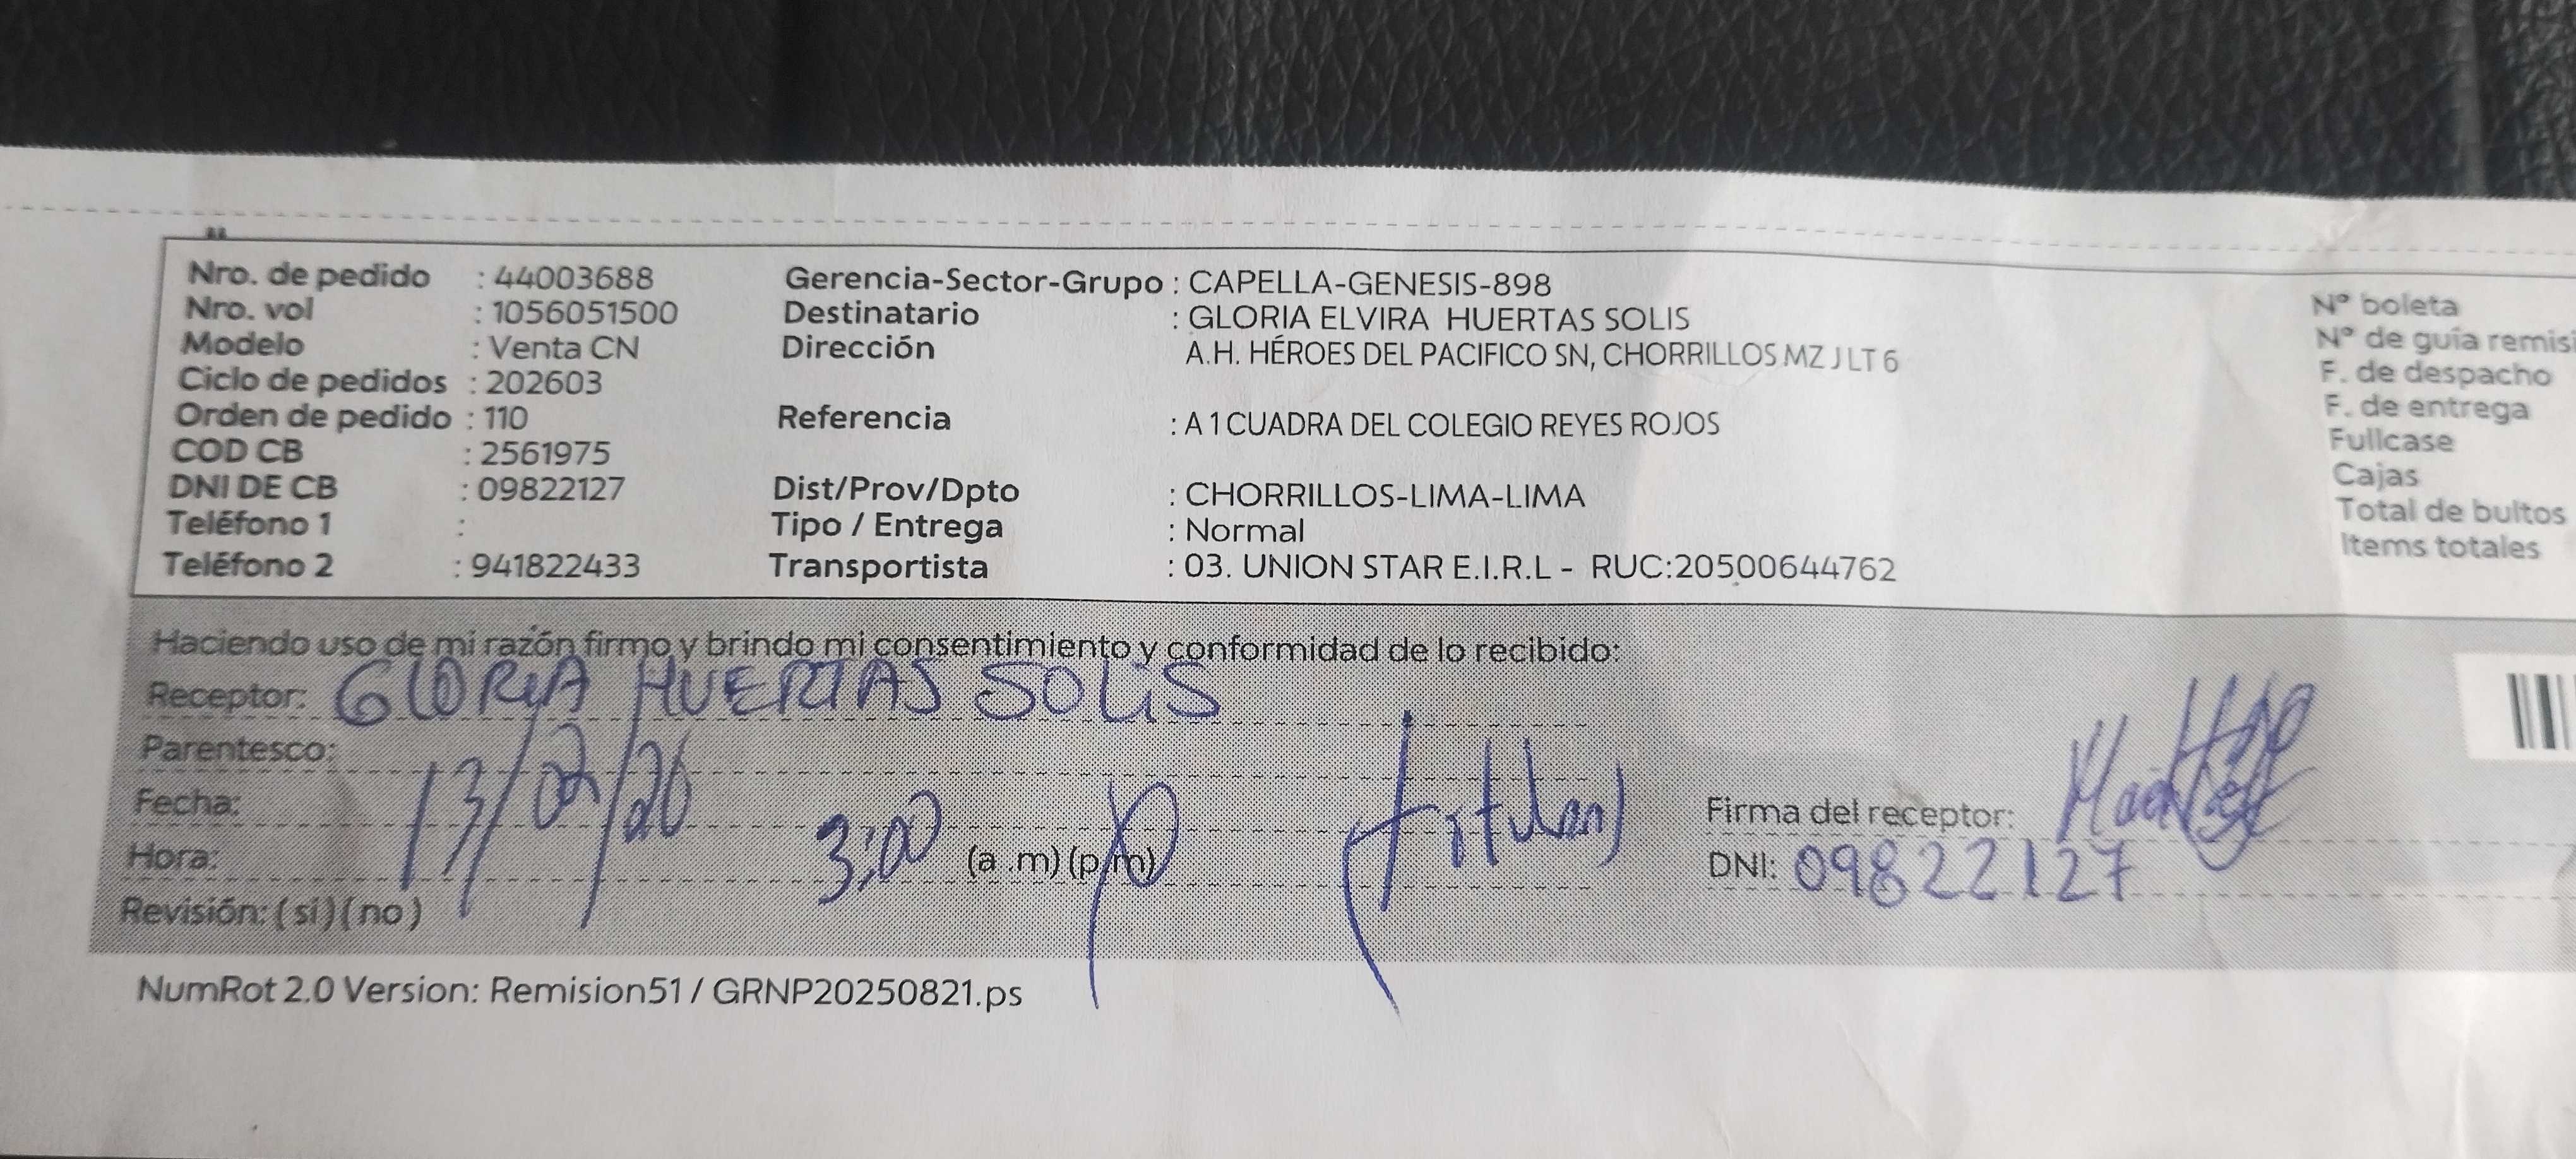 Nro. de pedido : 44003688 Gerencia-Sector-Grupo : CAPELLA-GENESIS-898 N° boleta
Nro. vol : 1056051500 Destinatario : GLORIA ELVIRA HUERTAS SOLIS N° de guía remisi
Modelo : Venta CN Dirección A.H. HÉROES DEL PACIFICO SN, CHORRILLOS MZ J LT 6 F. de despacho
Ciclo de pedidos : 202603 F. de entrega
Orden de pedido : 110 Referencia : A 1 CUADRA DEL COLEGIO REYES ROJOS Fullcase
COD CB : 2561975 Cajas
DNI DE CB : 09822127 Dist/Prov/Dpto : CHORRILLOS-LIMA-LIMA Total de bultos
Teléfono 1 : Tipo / Entrega : Normal Items totales
Teléfono 2 : 941822433 Transportista : 03. UNION STAR E.I.R.L - RUC:20500644762
Haciendo uso de mi razón firmo y brindo mi consentimiento y conformidad de lo recibido:
Receptor: GLORIA HUERTAS SOLIS
Parentesco:
Fecha: 13/02/26 (titular) Firma del receptor:
Hora: 3:00 (a .m) (p.m) DNI: 09822127
Revisión: (si) (no)
NumRot 2.0 Version: Remision51 / GRNP20250821.ps